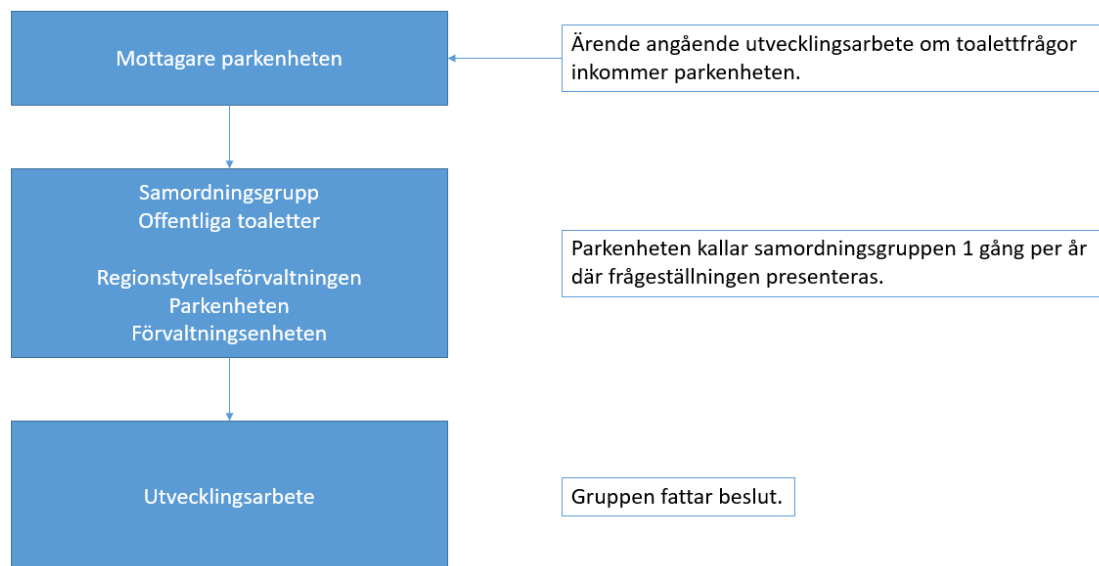 Mottagare parkenheten
Ärende angående utvecklingsarbete om toalettfrågor
inkommer parkenheten.
Samordningsgrupp
Offentliga toaletter
Regionstyrelseförvaltningen
Parkenheten
Förvaltningsenheten
Parkenheten kallar samordningsgruppen 1 gång per år
där frågeställningen presenteras.
Utvecklingsarbete
Gruppen fattar beslut.